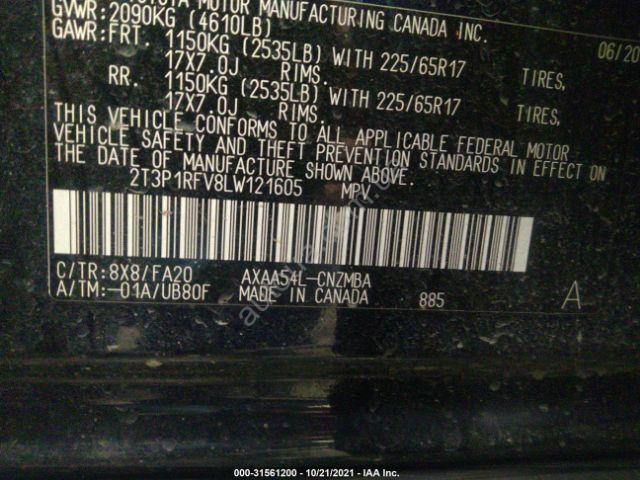 TOYOTA MOTOR MANUFACTURING CANADA INC.
GVWR: 2090KG (4610LB) 06/20
GAWR: FRT. 1150KG (2535LB) WITH 225/65R17 TIRES,
17X7.0J RIMS.
RR. 1150KG (2535LB) WITH 225/65R17 TIRES,
17X7.0J RIMS.
THIS VEHICLE CONFORMS TO ALL APPLICABLE FEDERAL MOTOR
VEHICLE SAFETY AND THEFT PREVENTION STANDARDS IN EFFECT ON
THE DATE OF MANUFACTURE SHOWN ABOVE.
2T3P1RFV8LW121605 MPV
C/TR: 8X8/FA20 AXAA54L-CNZMBA
A/TM:-01A/UB80F MADE IN CANADA 885 A
000-31561200 - 10/21/2021 - IAA Inc.